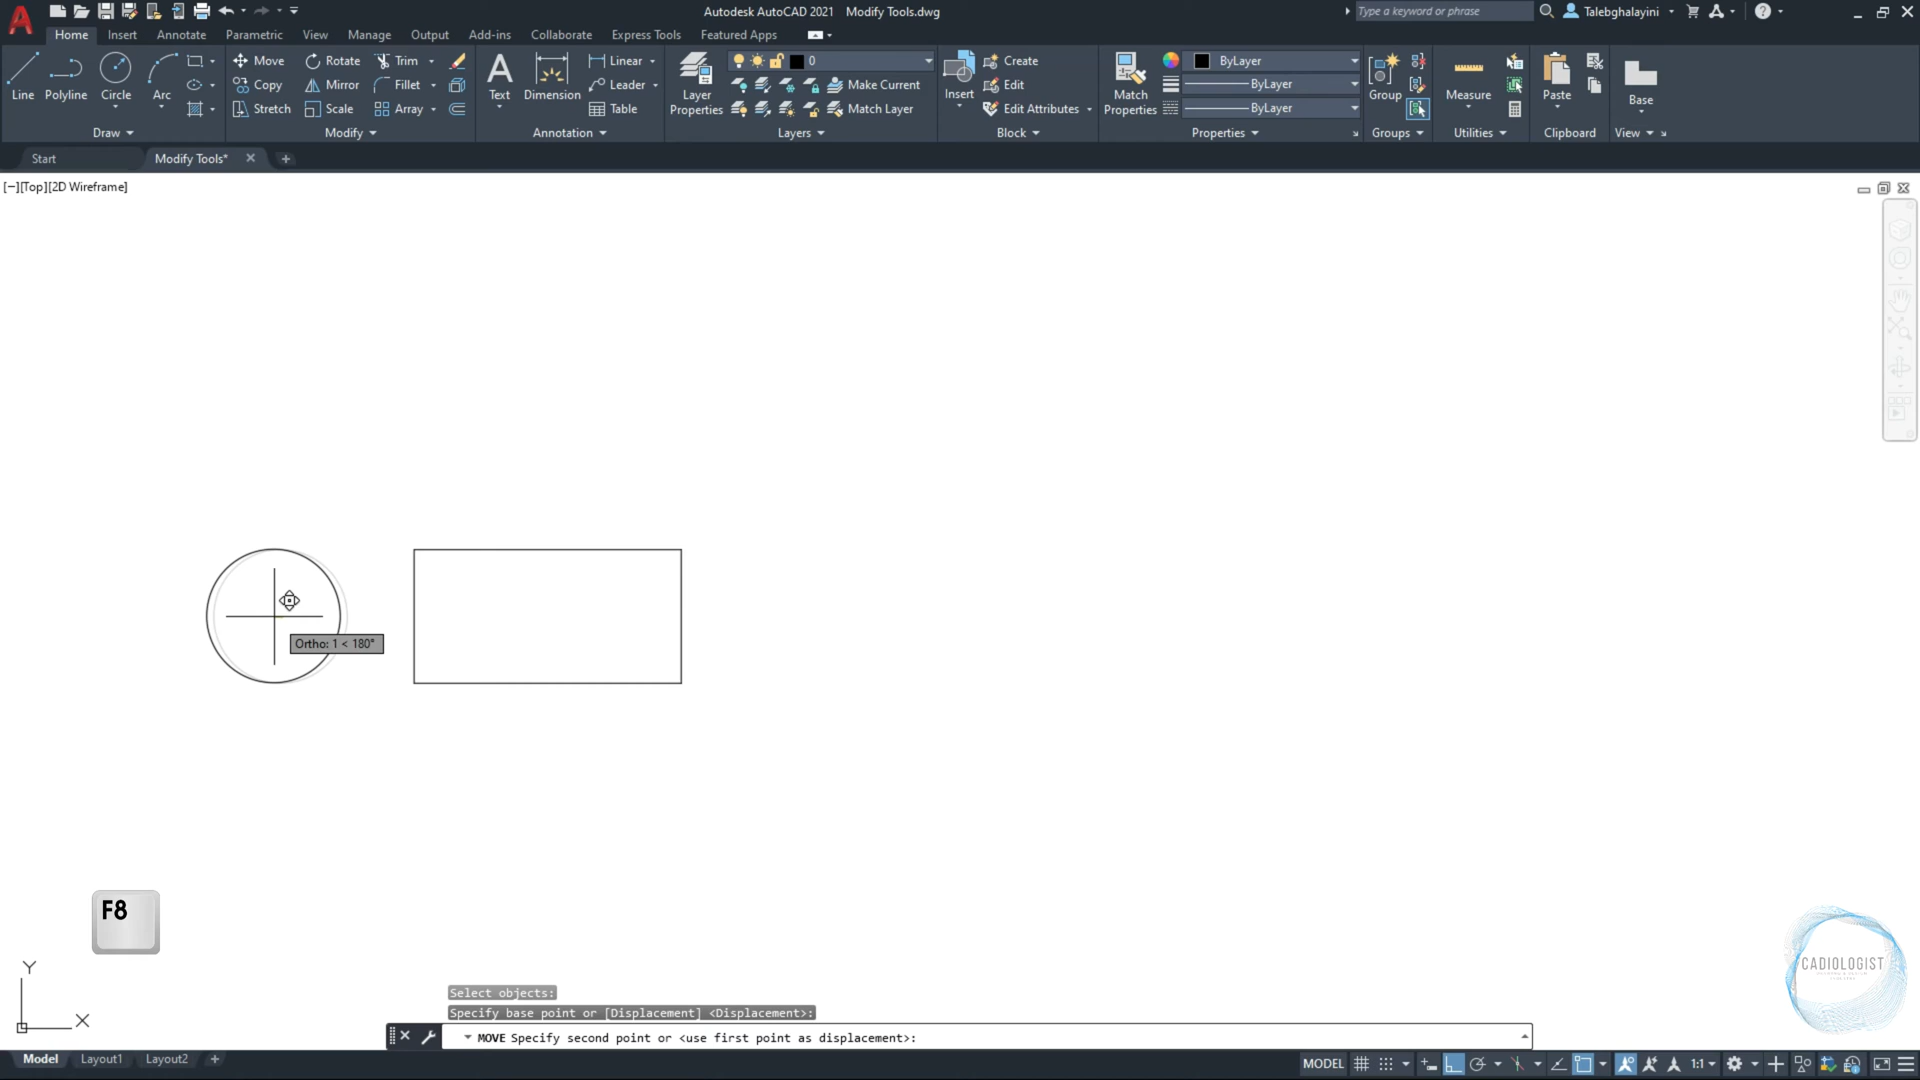 Autodesk AutoCAD 2021 Modify Tools.dwg
Type a keyword or phrase
Talebghalayini
Home Insert Annotate Parametric View Manage Output Add-ins Collaborate Express Tools Featured Apps
Line
Polyline
Circle
Arc
Draw
Move
Rotate
Trim
Copy
Mirror
Fillet
Stretch
Scale
Array
Modify
Text
Dimension
Linear
Leader
Table
Annotation
Layer
Properties
0
Make Current
Match Layer
Layers
Insert
Create
Edit
Edit Attributes
Block
Match
Properties
ByLayer
ByLayer
ByLayer
Properties
Group
Groups
Measure
Utilities
Paste
Clipboard
Base
View
Start
Modify Tools*
[−][Top][2D Wireframe]
Ortho: 1 < 180°
F8
Y
X
CADIOLOGIST
Select objects:
Specify base point or [Displacement] <Displacement>:
MOVE Specify second point or <use first point as displacement>:
Model Layout1 Layout2
MODEL
1:1